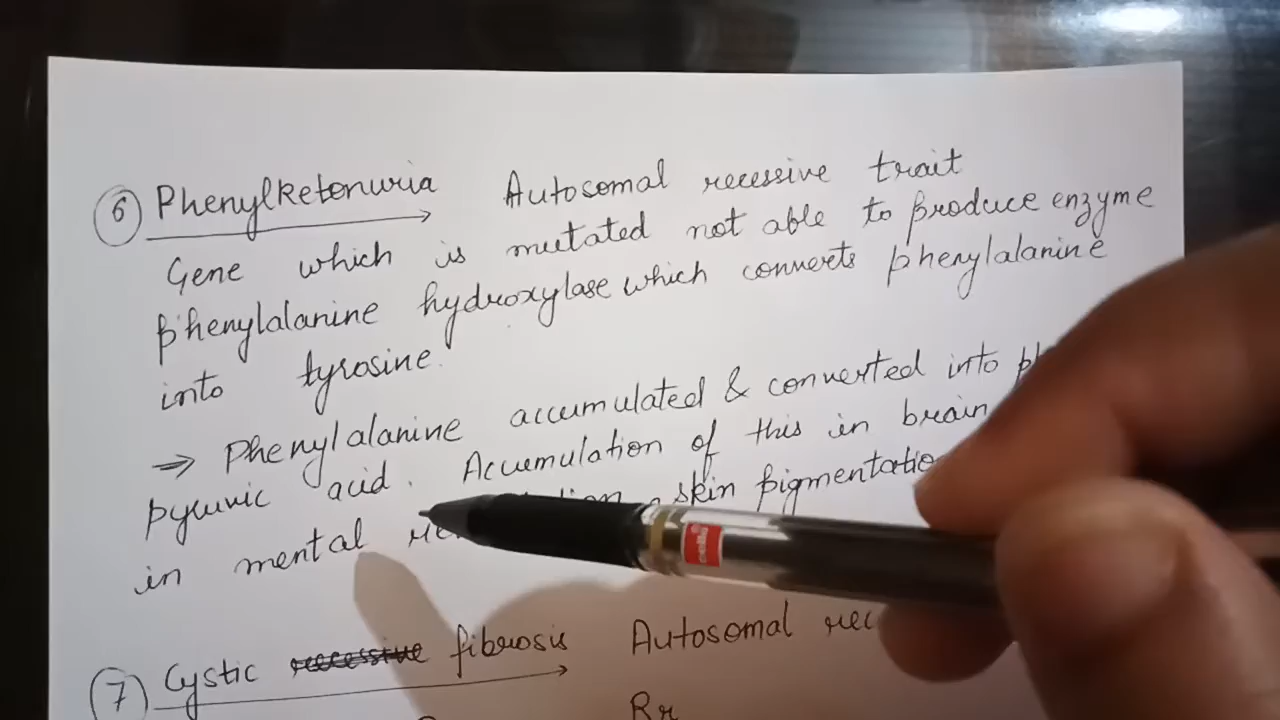 6 Phenylketonuria Autosomal recessive trait
Gene which is mutated not able to produce enzyme
phenylalanine hydroxylase which converts phenylalanine
into tyrosine.
⇒ Phenylalanine accumulated & converted into
pyruvic acid. Accumulation of this in brain
in mental skin
7 Cystic recessive fibrosis Autosomal
Rr
cello